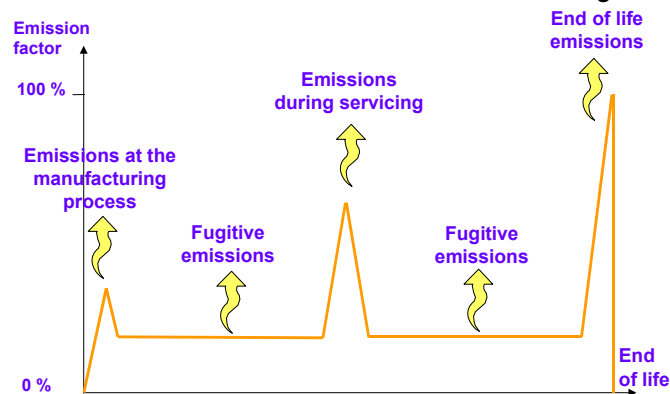 Emission
factor
100 %
0 %
Emissions at the
manufacturing
process
Fugitive
emissions
Emissions
during servicing
Fugitive
emissions
End of life
emissions
End
of life